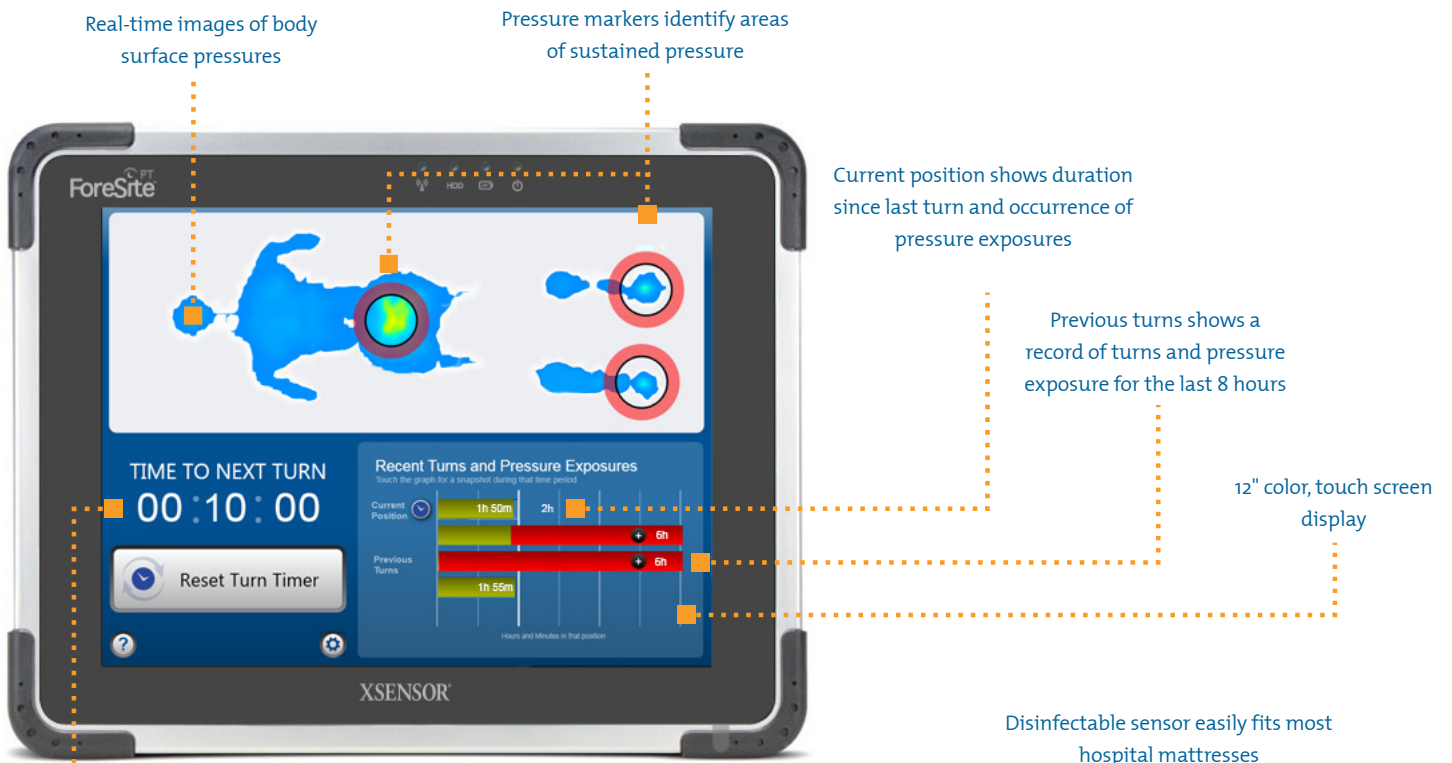 Real-time images of body
surface pressures
Pressure markers identify areas
of sustained pressure
Current position shows duration
since last turn and occurrence of
pressure exposures
Previous turns shows a
record of turns and pressure
exposure for the last 8 hours
12" color, touch screen
display
Disinfectable sensor easily fits most
hospital mattresses
ForeSite PT
HDD
TIME TO NEXT TURN
00:10:00
Reset Turn Timer
?
Recent Turns and Pressure Exposures
Touch the graph for a snapshot during that time period
Current
Position
1h 50m
2h
+ 6h
Previous
Turns
+ 6h
1h 55m
Hours and Minutes in that position
XSENSOR®